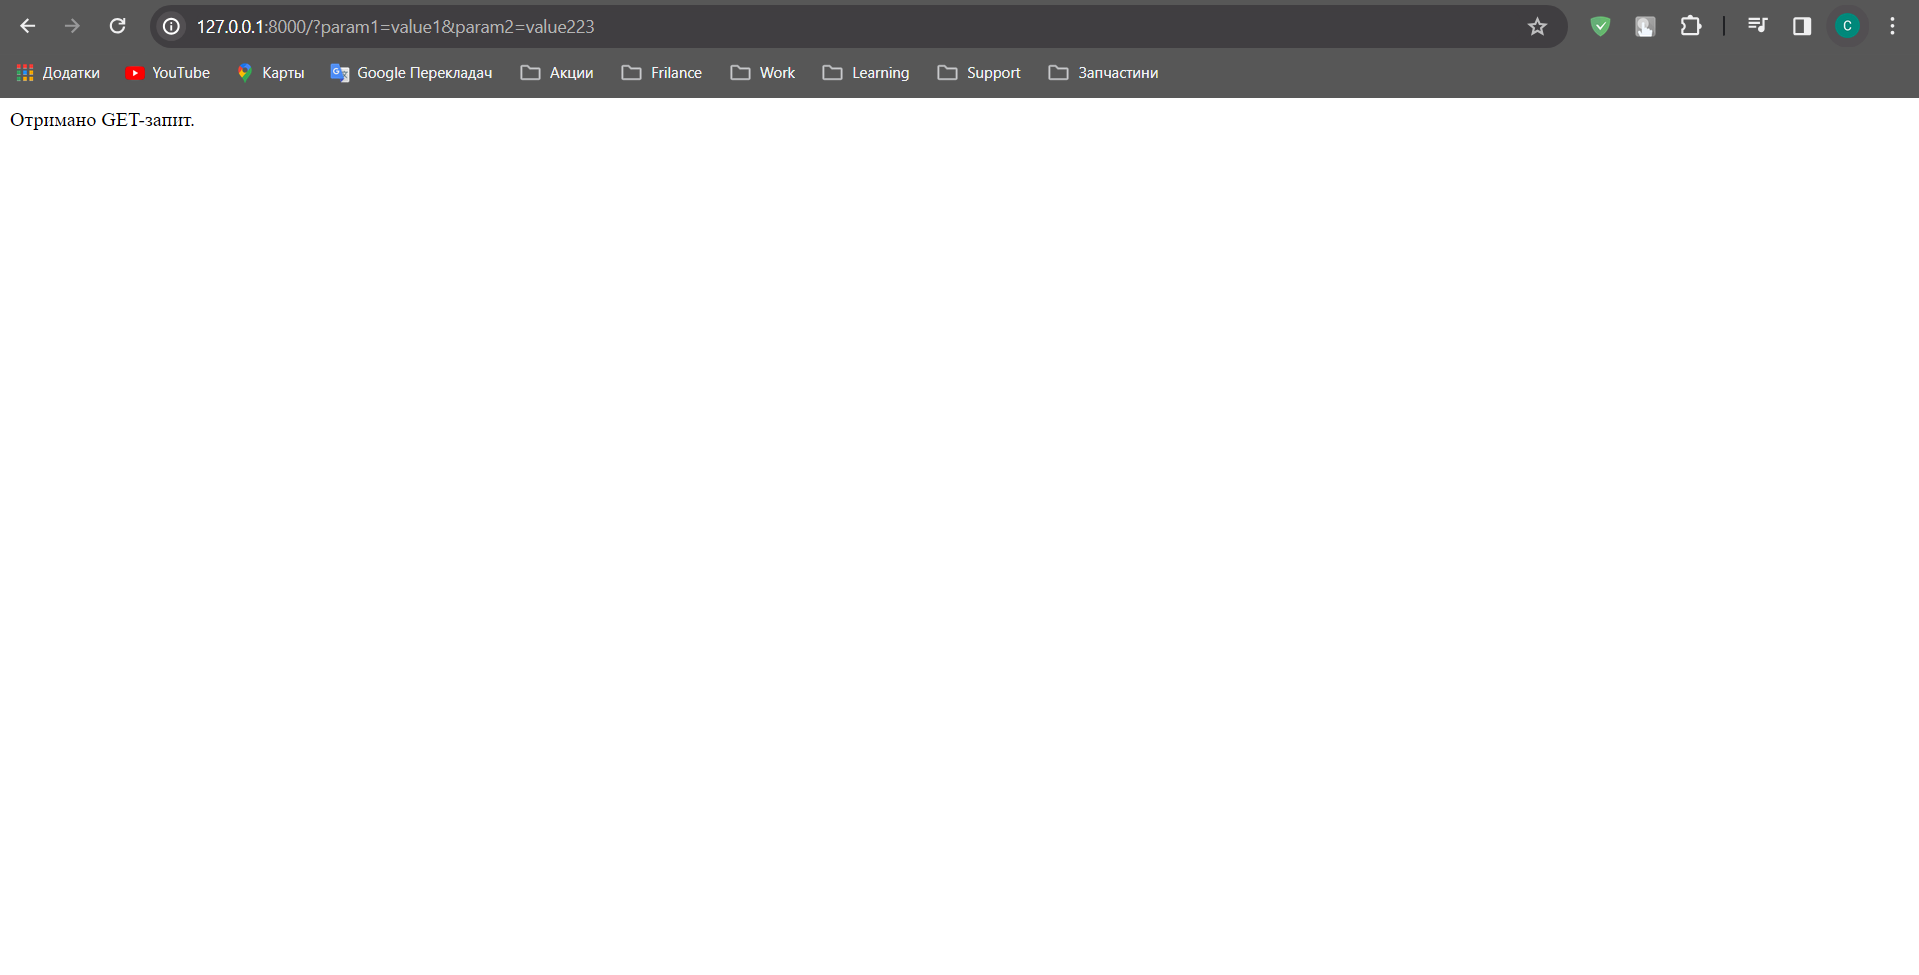 127.0.0.1:8000/?param1=value1&param2=value223
C
Додатки YouTube Карты Google Перекладач Акции Frilance Work Learning Support Запчастини
Отримано GET-запит.